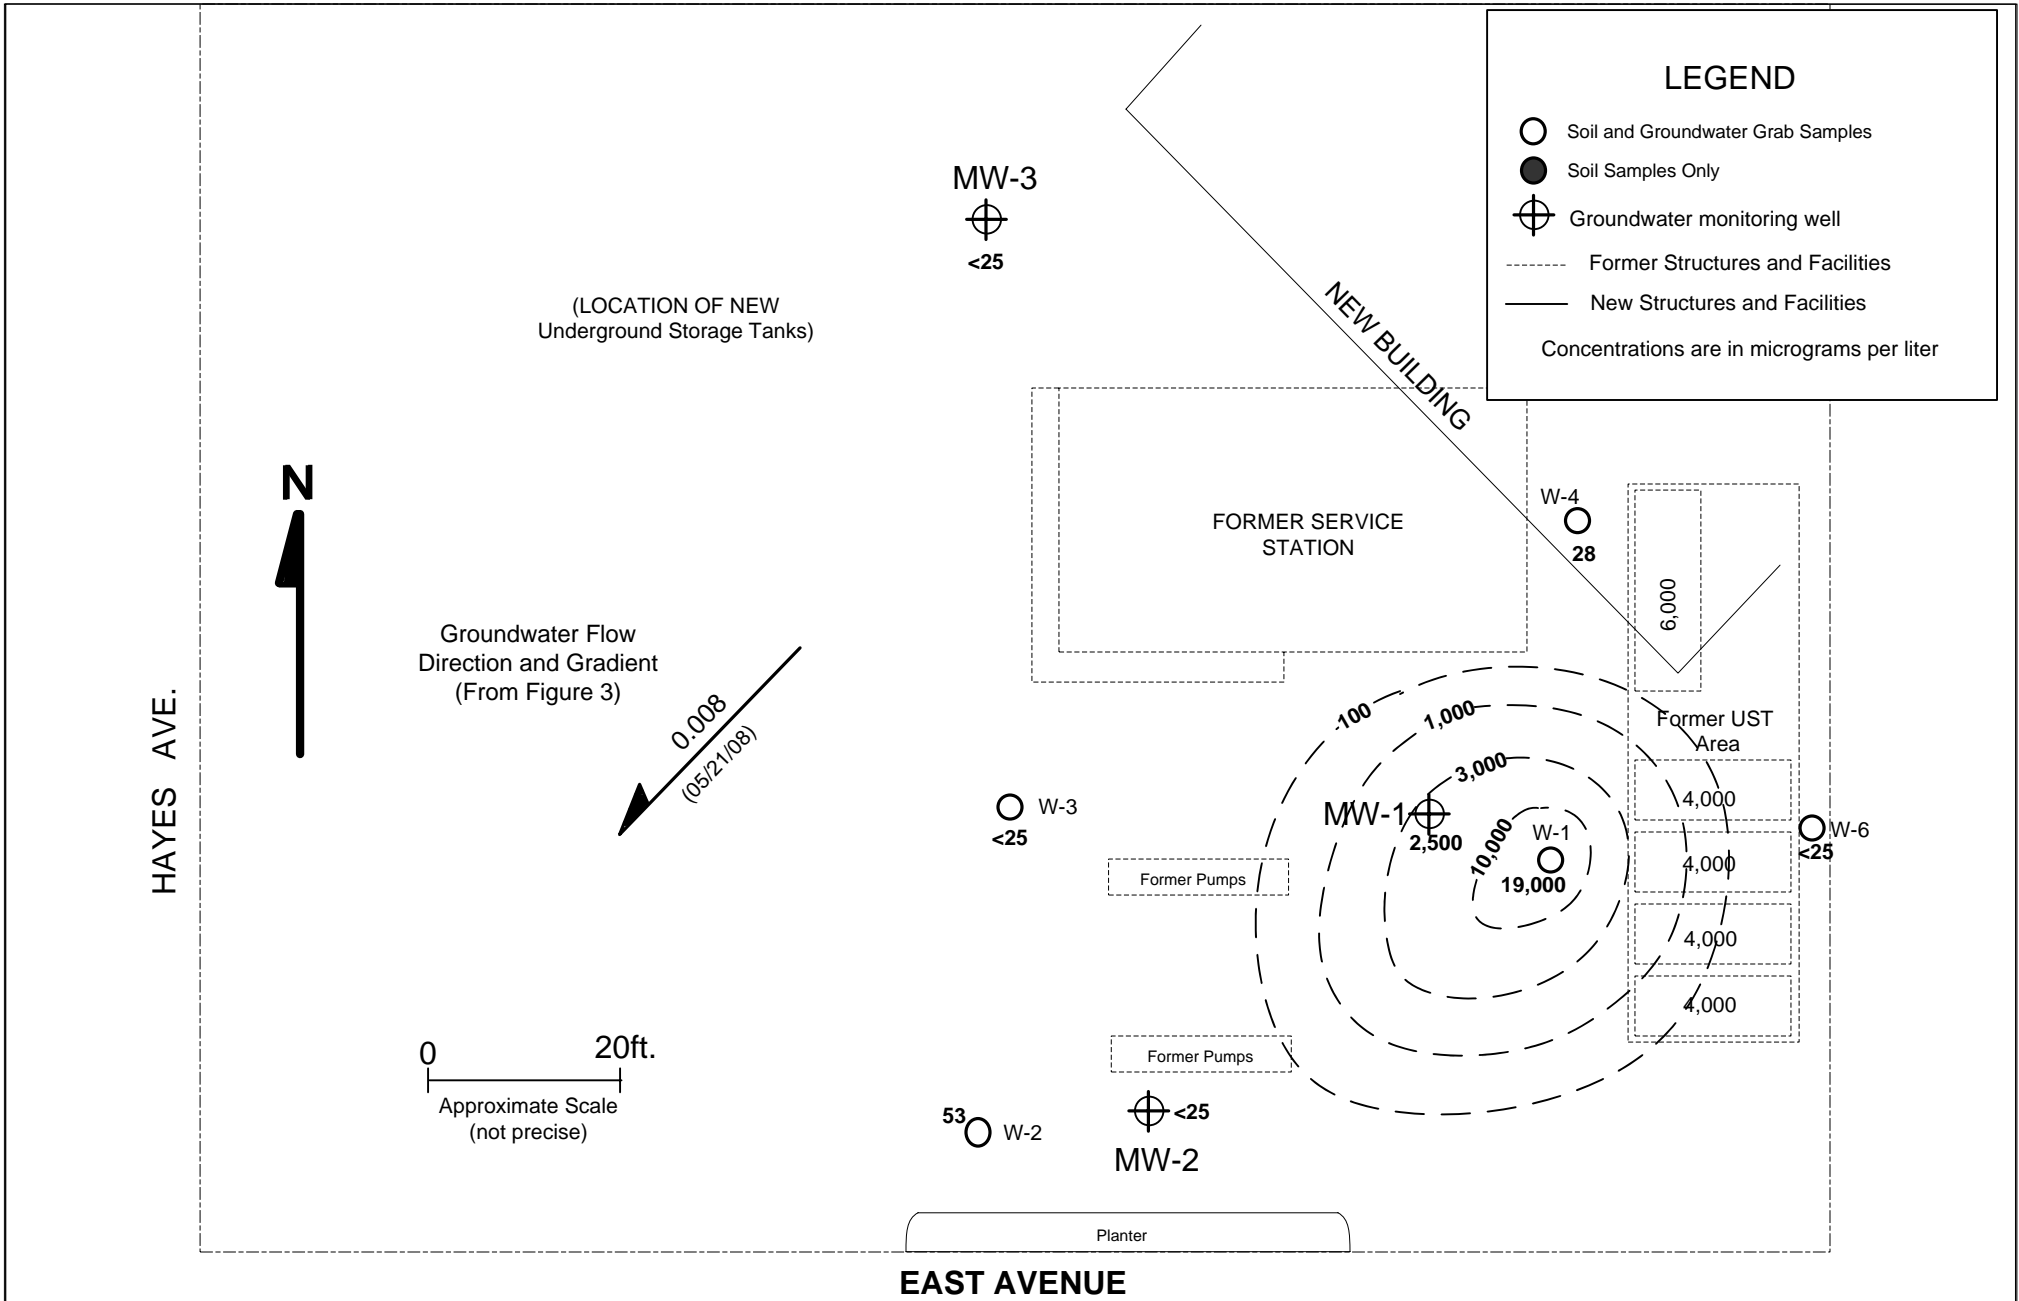 LEGEND
Soil and Groundwater Grab Samples
Soil Samples Only
Groundwater monitoring well
Former Structures and Facilities
New Structures and Facilities
Concentrations are in micrograms per liter
MW-3
<25
(LOCATION OF NEW
Underground Storage Tanks)
NEW BUILDING
N
FORMER SERVICE
STATION
W-4
28
6,000
Groundwater Flow
Direction and Gradient
(From Figure 3)
0.008
(05/21/08)
HAYES AVE.
100
1,000
3,000
10,000
Former UST
Area
4,000
4,000
4,000
4,000
MW-1
2,500
W-1
19,000
W-6
<25
W-3
<25
Former Pumps
Former Pumps
0
20ft.
Approximate Scale
(not precise)
53
W-2
<25
MW-2
Planter
EAST AVENUE